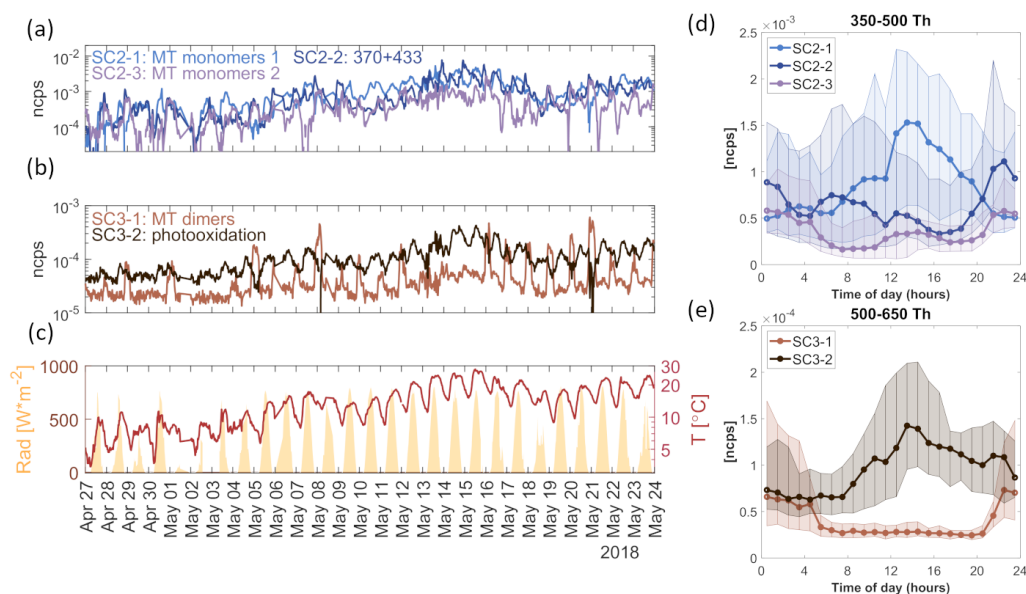 (a)
SC2-1: MT monomers 1 SC2-2: 370+433
SC2-3: MT monomers 2
10^-2
10^-3
10^-4
ncps
(b)
SC3-1: MT dimers
SC3-2: photooxidation
10^-3
10^-4
10^-5
ncps
(c)
1000
500
0
Rad [W*m^-2]
30
20
10
5
T [°C]
Apr 27
Apr 28
Apr 29
Apr 30
May 01
May 02
May 03
May 04
May 05
May 06
May 07
May 08
May 09
May 10
May 11
May 12
May 13
May 14
May 15
May 16
May 17
May 18
May 19
May 20
May 21
May 22
May 23
May 24
2018
(d)
350-500 Th
×10^-3
SC2-1
SC2-2
SC2-3
2.5
2
1.5
1
0.5
0
[ncps]
0 4 8 12 16 20 24
Time of day (hours)
(e)
500-650 Th
×10^-4
SC3-1
SC3-2
2.5
2
1.5
1
0.5
0
[ncps]
0 4 8 12 16 20 24
Time of day (hours)